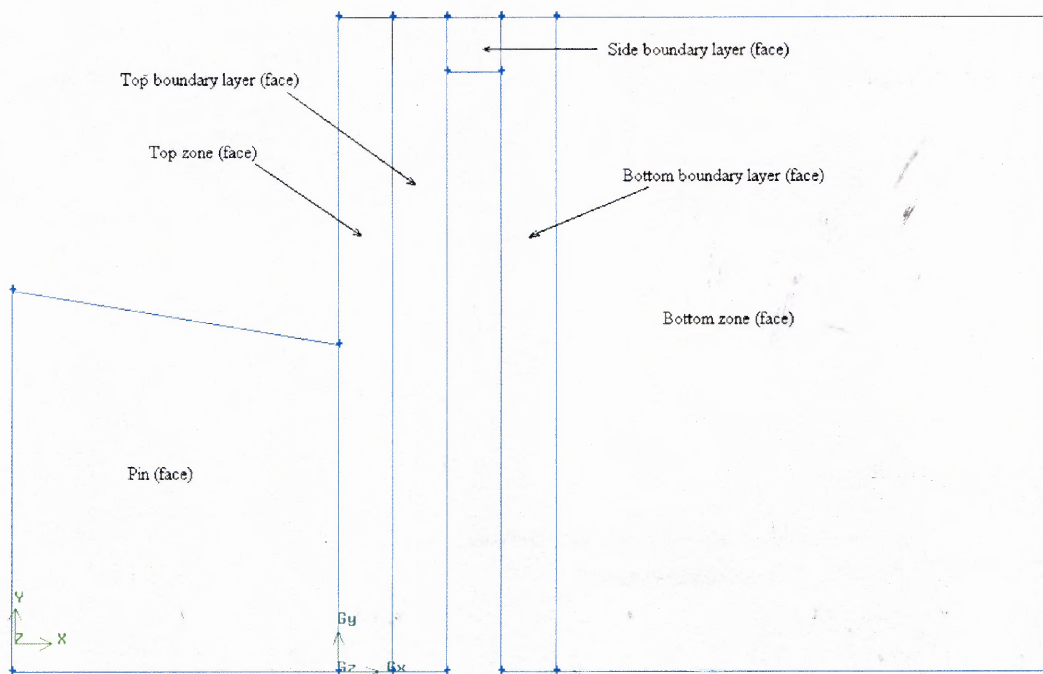 Side boundary layer (face)
Top boundary layer (face)
Top zone (face)
Bottom boundary layer (face)
Bottom zone (face)
Pin (face)
Y
Z X
Gy
Gz Gx